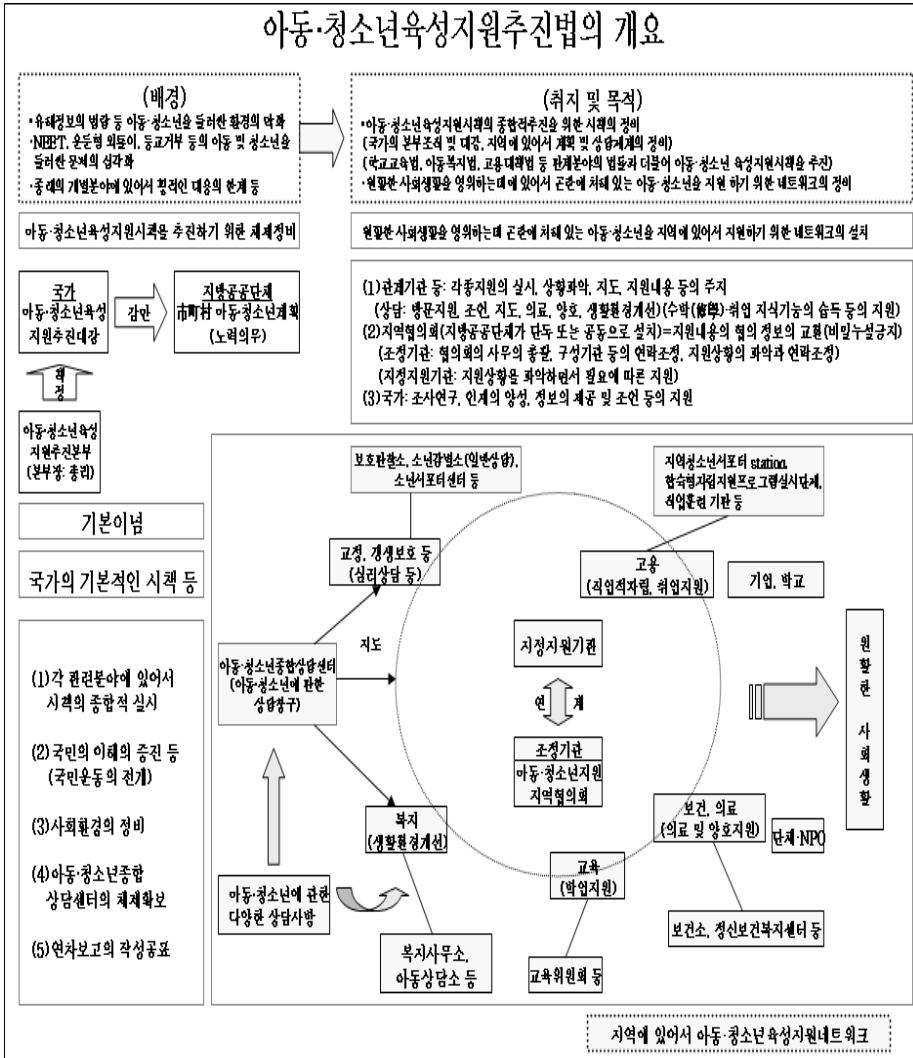 아동·청소년육성지원추진법의 개요
(배경)
·유해정보의 범람 등 아동·청소년을 둘러싼 환경의 악화
·NEET, 은둔형 외톨이, 등교거부 등의 아동 및 청소년을
둘러싼 문제의 심각화
·종래의 개별분야에 있어서 횡적인 대응의 한계 등
(취지 및 목적)
·아동·청소년육성지원시책의 종합적추진을 위한 시책의 정비
(국가의 본부조직 및 대강, 지역에 있어서 계획 및 상담체계의 정비)
(학교교육법, 아동복지법, 고용대책법 등 관계분야의 법률과 더불어 아동·청소년 육성지원시책을 추진)
·원활한 사회생활을 영위하는데에 있어서 곤란에 처해 있는 아동·청소년을 지원 하기 위한 네트워크의 정비
아동·청소년육성지원시책을 추진하기 위한 체제정비
원활한 사회생활을 영위하는데 곤란에 처해 있는 아동·청소년을 지역에 있어서 지원하기 위한 네트워크의 설치
국가
아동·청소년육성
지원추진대강
감안
지방공공단체
市町村 아동·청소년계획
(노력의무)
책
정
아동·청소년육성
지원추진본부
(본부장: 총리)
(1)관계기관 등: 각종지원의 실시, 상황파악, 지도, 지원내용 등의 주지
(상담: 방문지원, 조언, 지도, 의료, 양호, 생활환경개선)(수학(修學)·취업 지식기능의 습득 등의 지원)
(2)지역협의회(지방공공단체가 단독 또는 공동으로 설치)=지원내용의 협의 정보의 교환(비밀누설금지)
(조정기관: 협의회의 사무의 총괄, 구성기관 등의 연락조정, 지원상황의 파악과 연락조정)
(지정지원기관: 지원상황을 파악하면서 필요에 따른 지원)
(3)국가: 조사연구, 인재의 양성, 정보의 제공 및 조언 등의 지원
기본이념
국가의 기본적인 시책 등
(1)각 관련분야에 있어서
시책의 종합적 실시
(2)국민의 이해의 증진 등
(국민운동의 전개)
(3)사회환경의 정비
(4)아동·청소년종합
상담센터의 체제확보
(5)연차보고의 작성공표
보호관찰소, 소년감별소(일반상담),
소년서포터센터 등
지역청소년서포터 station,
합숙형자립지원프로그램실시단체,
직업훈련 기관 등
교정, 갱생보호 등
(심리상담 등)
고용
(직업적자립, 취업지원)
기업, 학교
지도
아동·청소년종합상담센터
(아동·청소년에 관한
상담창구)
지정지원기관
연 계
조정기관
아동·청소년지원
지역협의회
원활한 사회생활
복지
(생활환경개선)
보건, 의료
(의료 및 양호지원)
단체·NPO
교육
(학업지원)
아동·청소년에 관한
다양한 상담사항
복지사무소,
아동상담소 등
교육위원회 등
보건소, 정신보건복지센터 등
지역에 있어서 아동·청소년육성지원네트워크